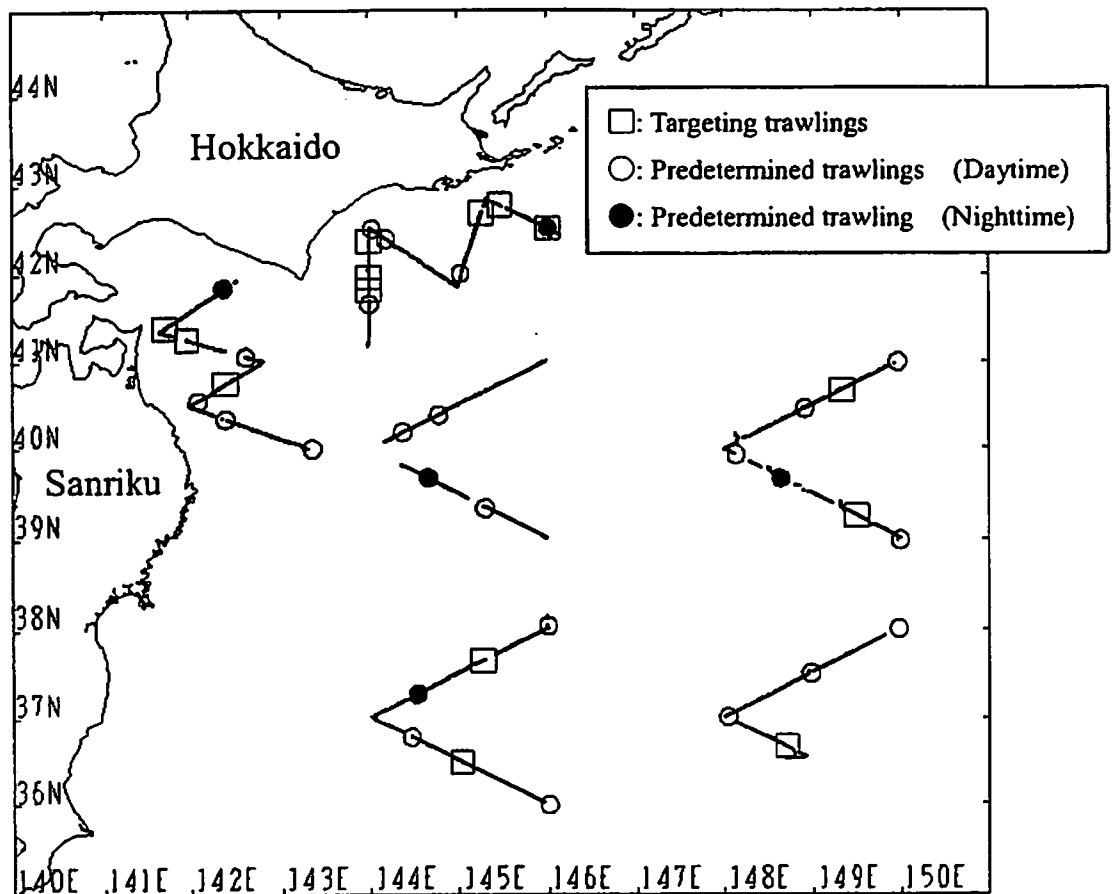 44N
□: Targeting trawlings
Hokkaido
○: Predetermined trawlings (Daytime)
43N
●: Predetermined trawling (Nighttime)
42N
41N
40N
Sanriku
39N
38N
37N
36N
140E 141E 142E 143E 144E 145E 146E 147E 148E 149E 150E